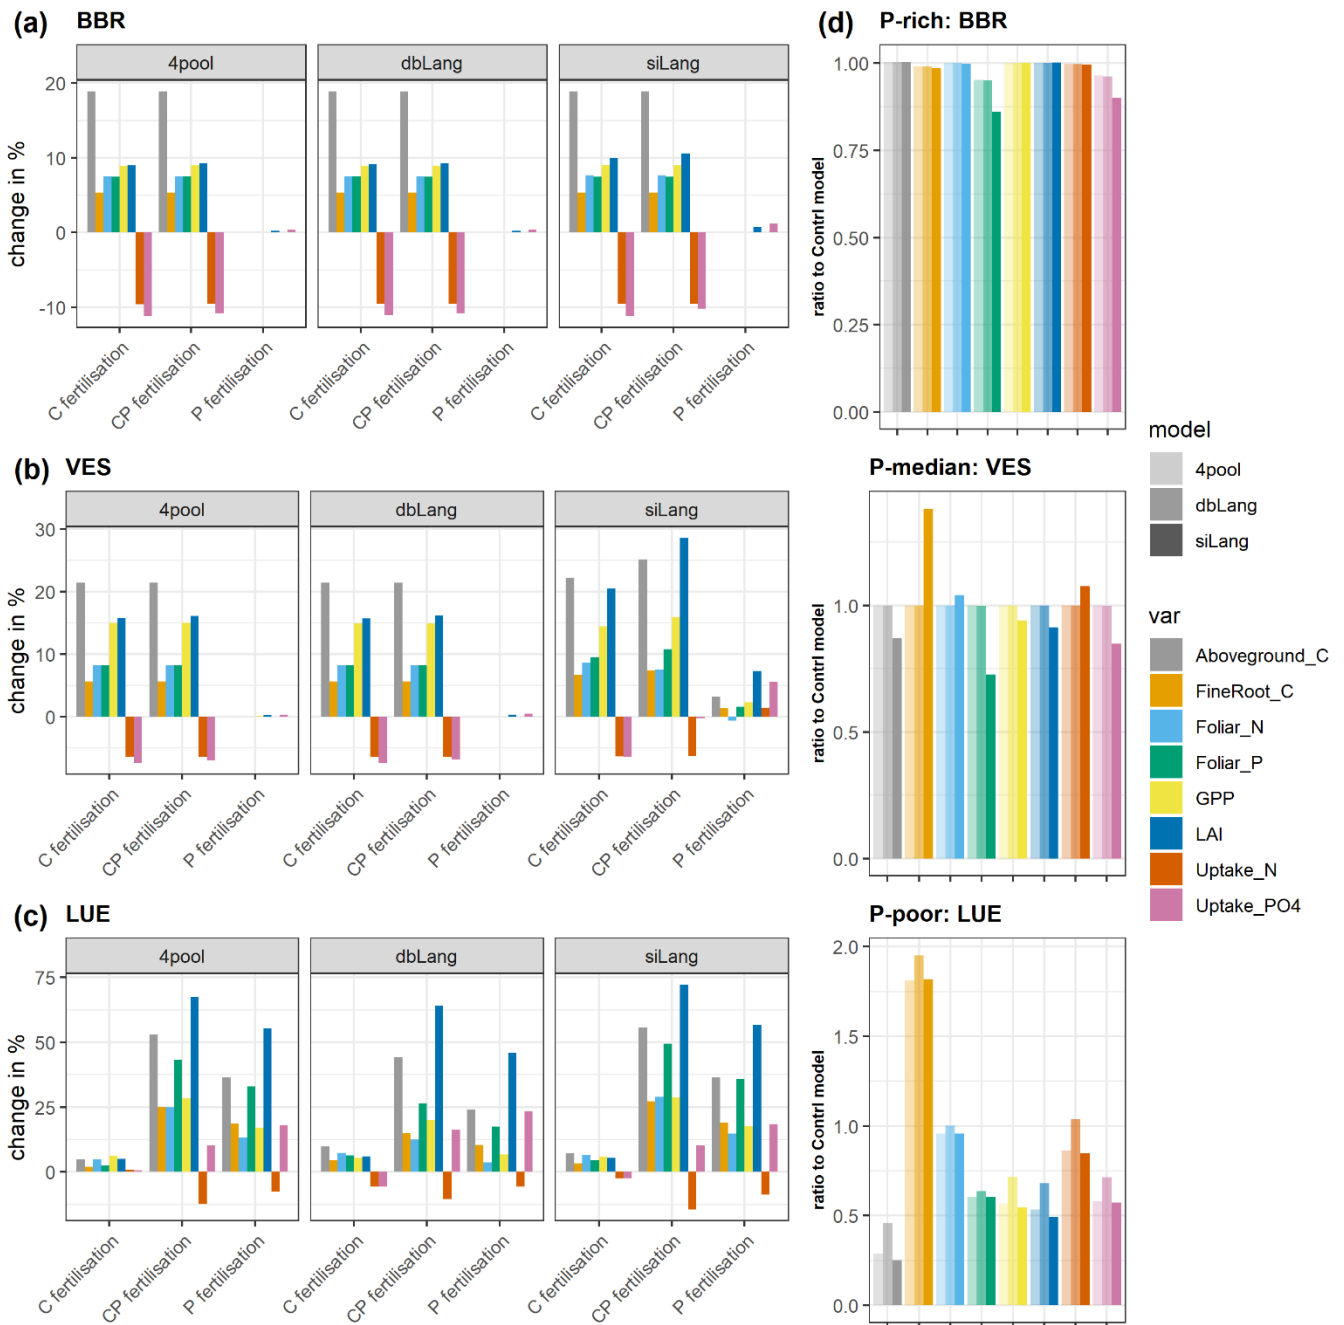 (a) BBR
4pool
dbLang
siLang
change in %
20
10
0
-10
C fertilisation
CP fertilisation
P fertilisation
C fertilisation
CP fertilisation
P fertilisation
C fertilisation
CP fertilisation
P fertilisation
(b) VES
4pool
dbLang
siLang
change in %
30
20
10
0
C fertilisation
CP fertilisation
P fertilisation
C fertilisation
CP fertilisation
P fertilisation
C fertilisation
CP fertilisation
P fertilisation
(c) LUE
4pool
dbLang
siLang
change in %
75
50
25
0
C fertilisation
CP fertilisation
P fertilisation
C fertilisation
CP fertilisation
P fertilisation
C fertilisation
CP fertilisation
P fertilisation
(d) P-rich: BBR
ratio to Contrl model
1.00
0.75
0.50
0.25
0.00
P-median: VES
ratio to Contrl model
1.0
0.5
0.0
P-poor: LUE
ratio to Contrl model
2.0
1.5
1.0
0.5
0.0
model
4pool
dbLang
siLang
var
Aboveground_C
FineRoot_C
Foliar_N
Foliar_P
GPP
LAI
Uptake_N
Uptake_PO4